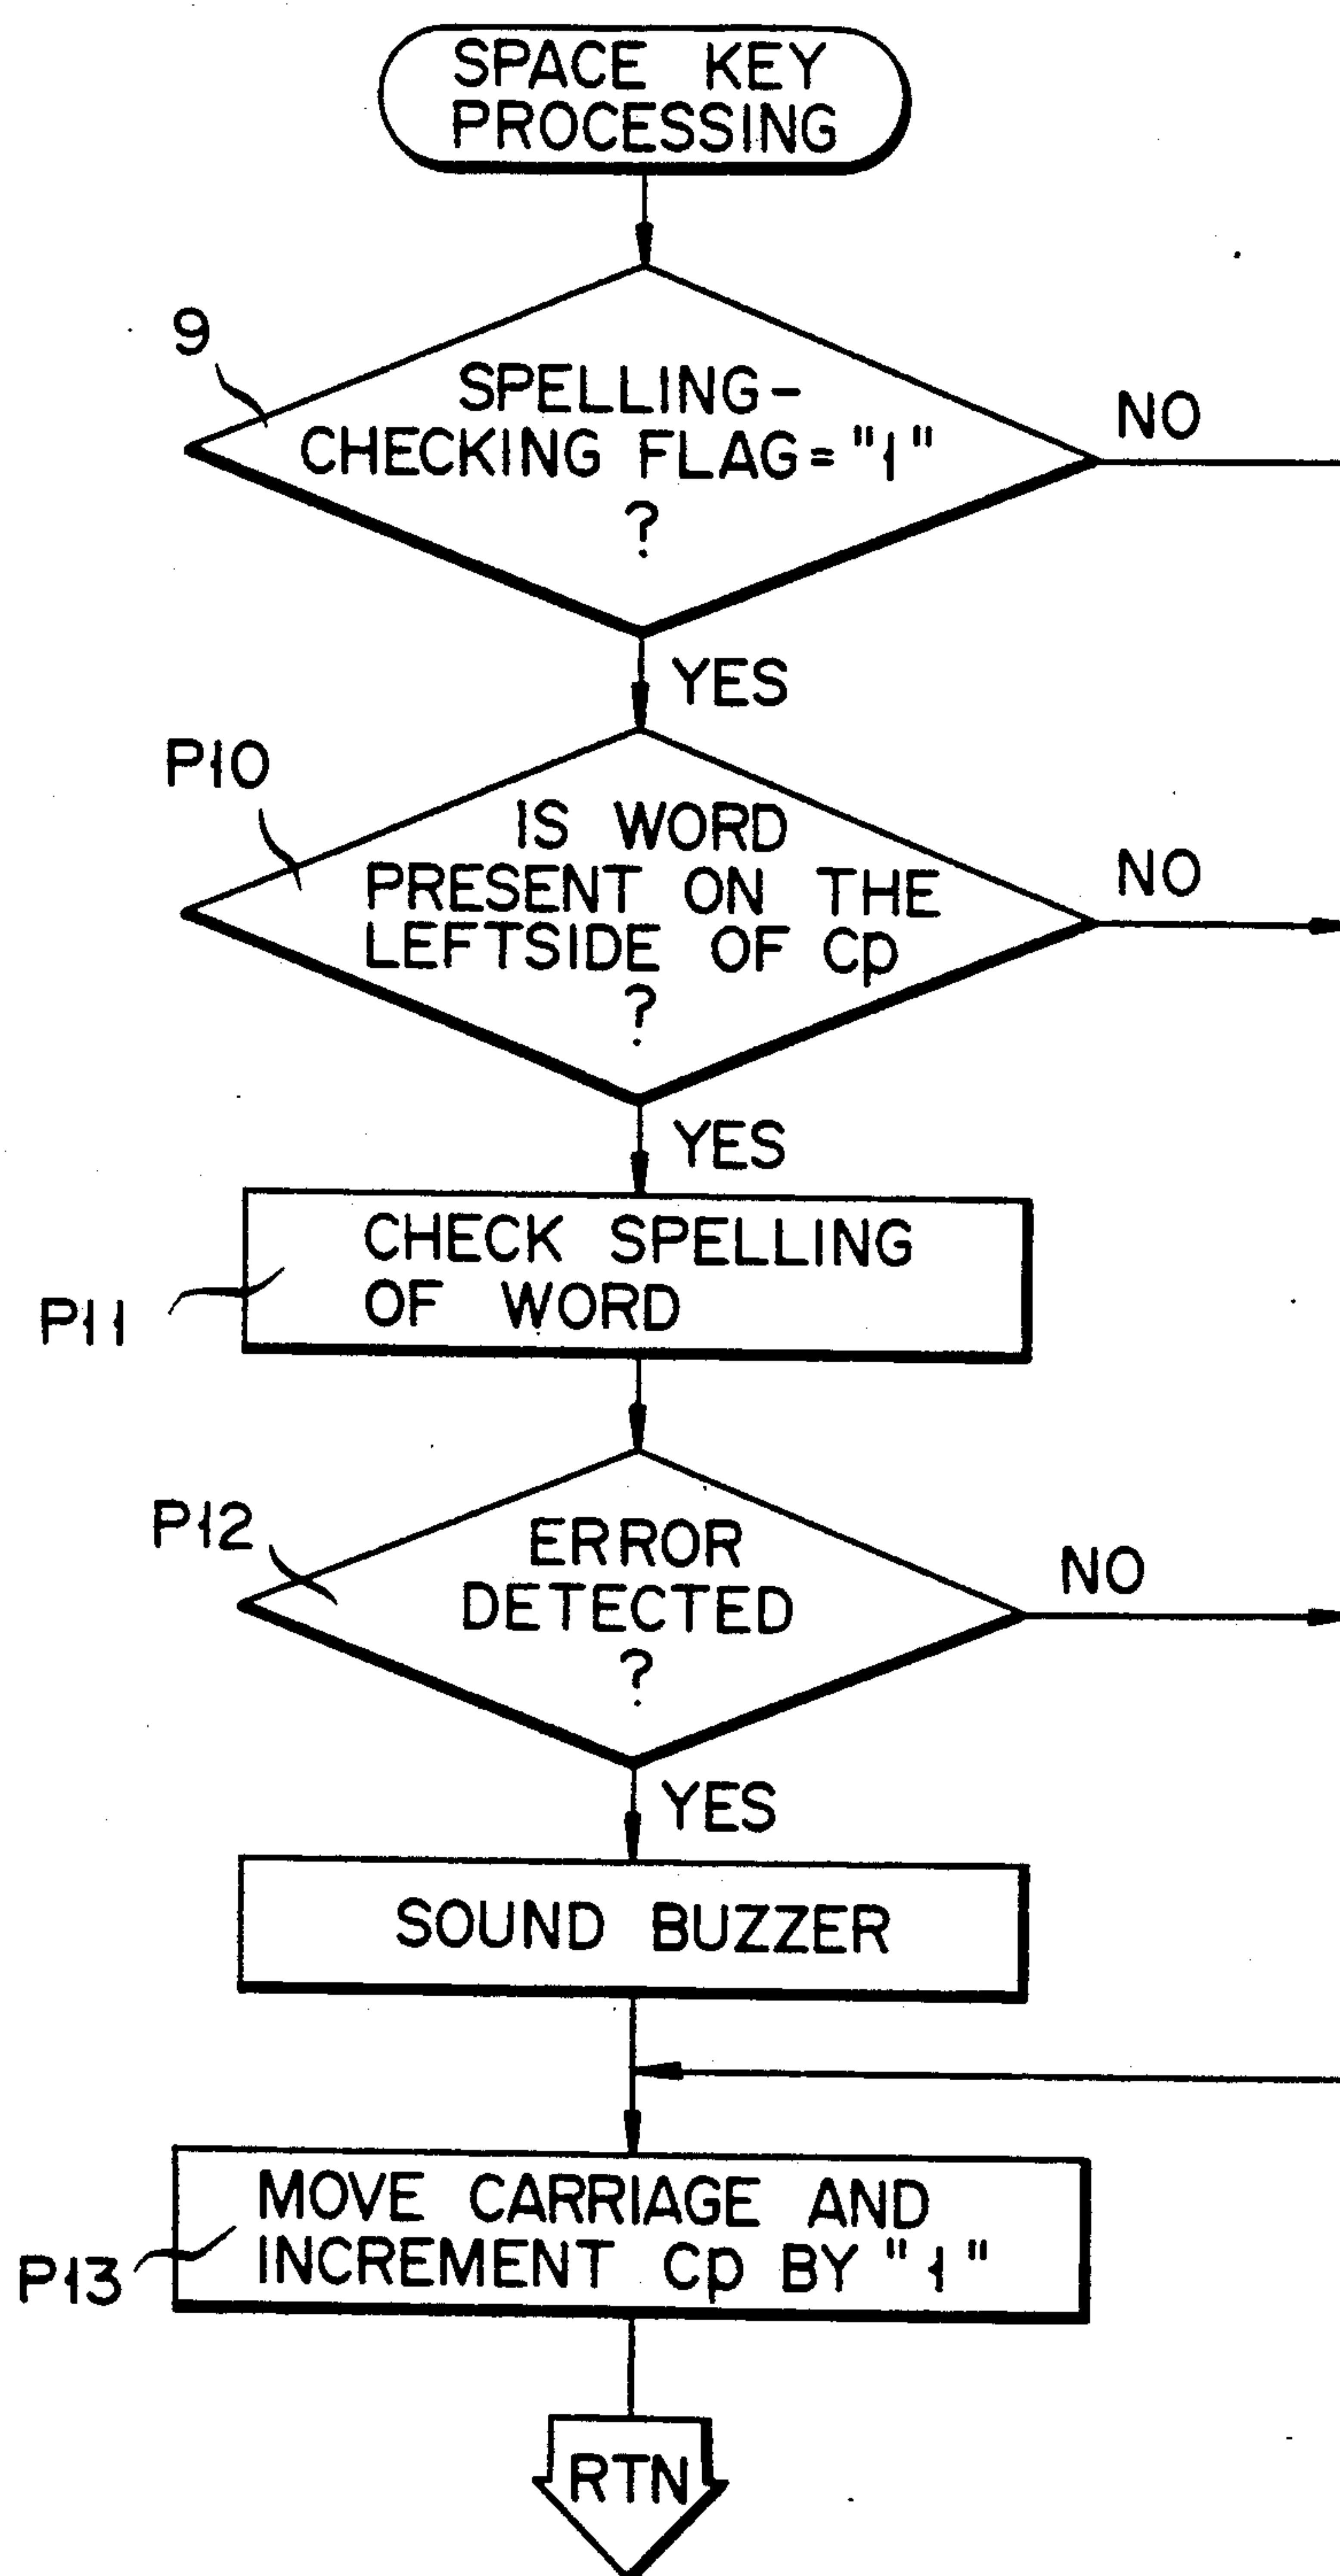 SPACE KEY
PROCESSING
9
SPELLING-
CHECKING FLAG="1"
?
NO
YES
P10
IS WORD
PRESENT ON THE
LEFTSIDE OF Cp
?
NO
YES
P11
CHECK SPELLING
OF WORD
P12
ERROR
DETECTED
?
NO
YES
SOUND BUZZER
P13
MOVE CARRIAGE AND
INCREMENT Cp BY "1"
RTN